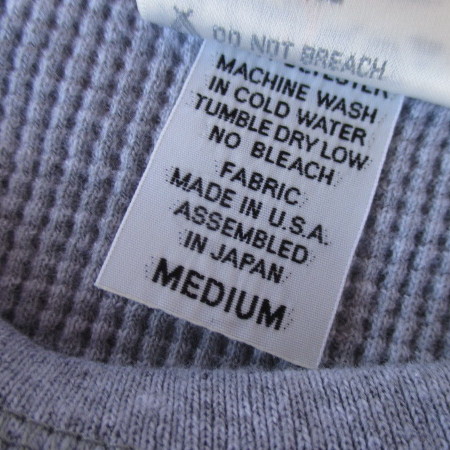 DO NOT BREACH
POLYESTER
MACHINE WASH
IN COLD WATER
TUMBLE DRY LOW
NO BLEACH
FABRIC
MADE IN U.S.A.
ASSEMBLED
IN JAPAN
MEDIUM